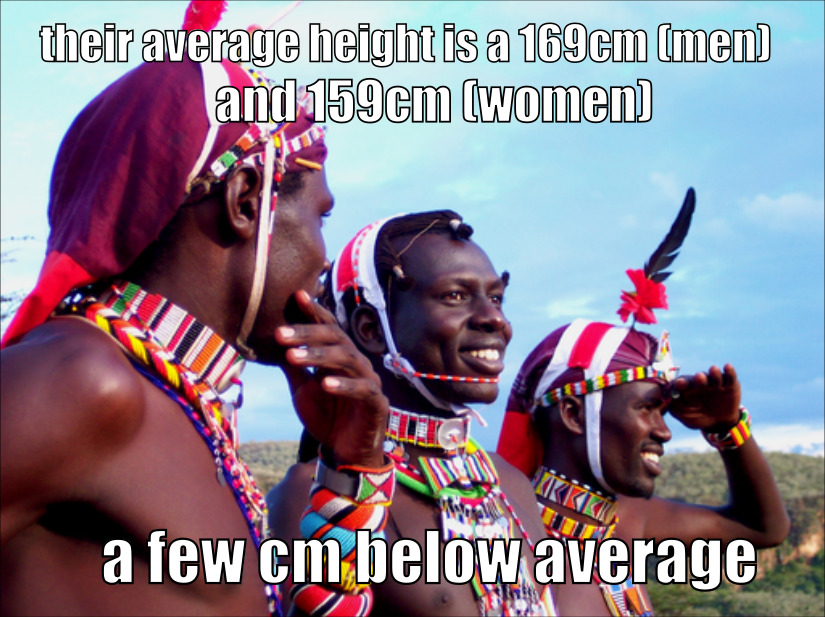 their average height is a 169cm (men)
and 159cm (women)
a few cm below average